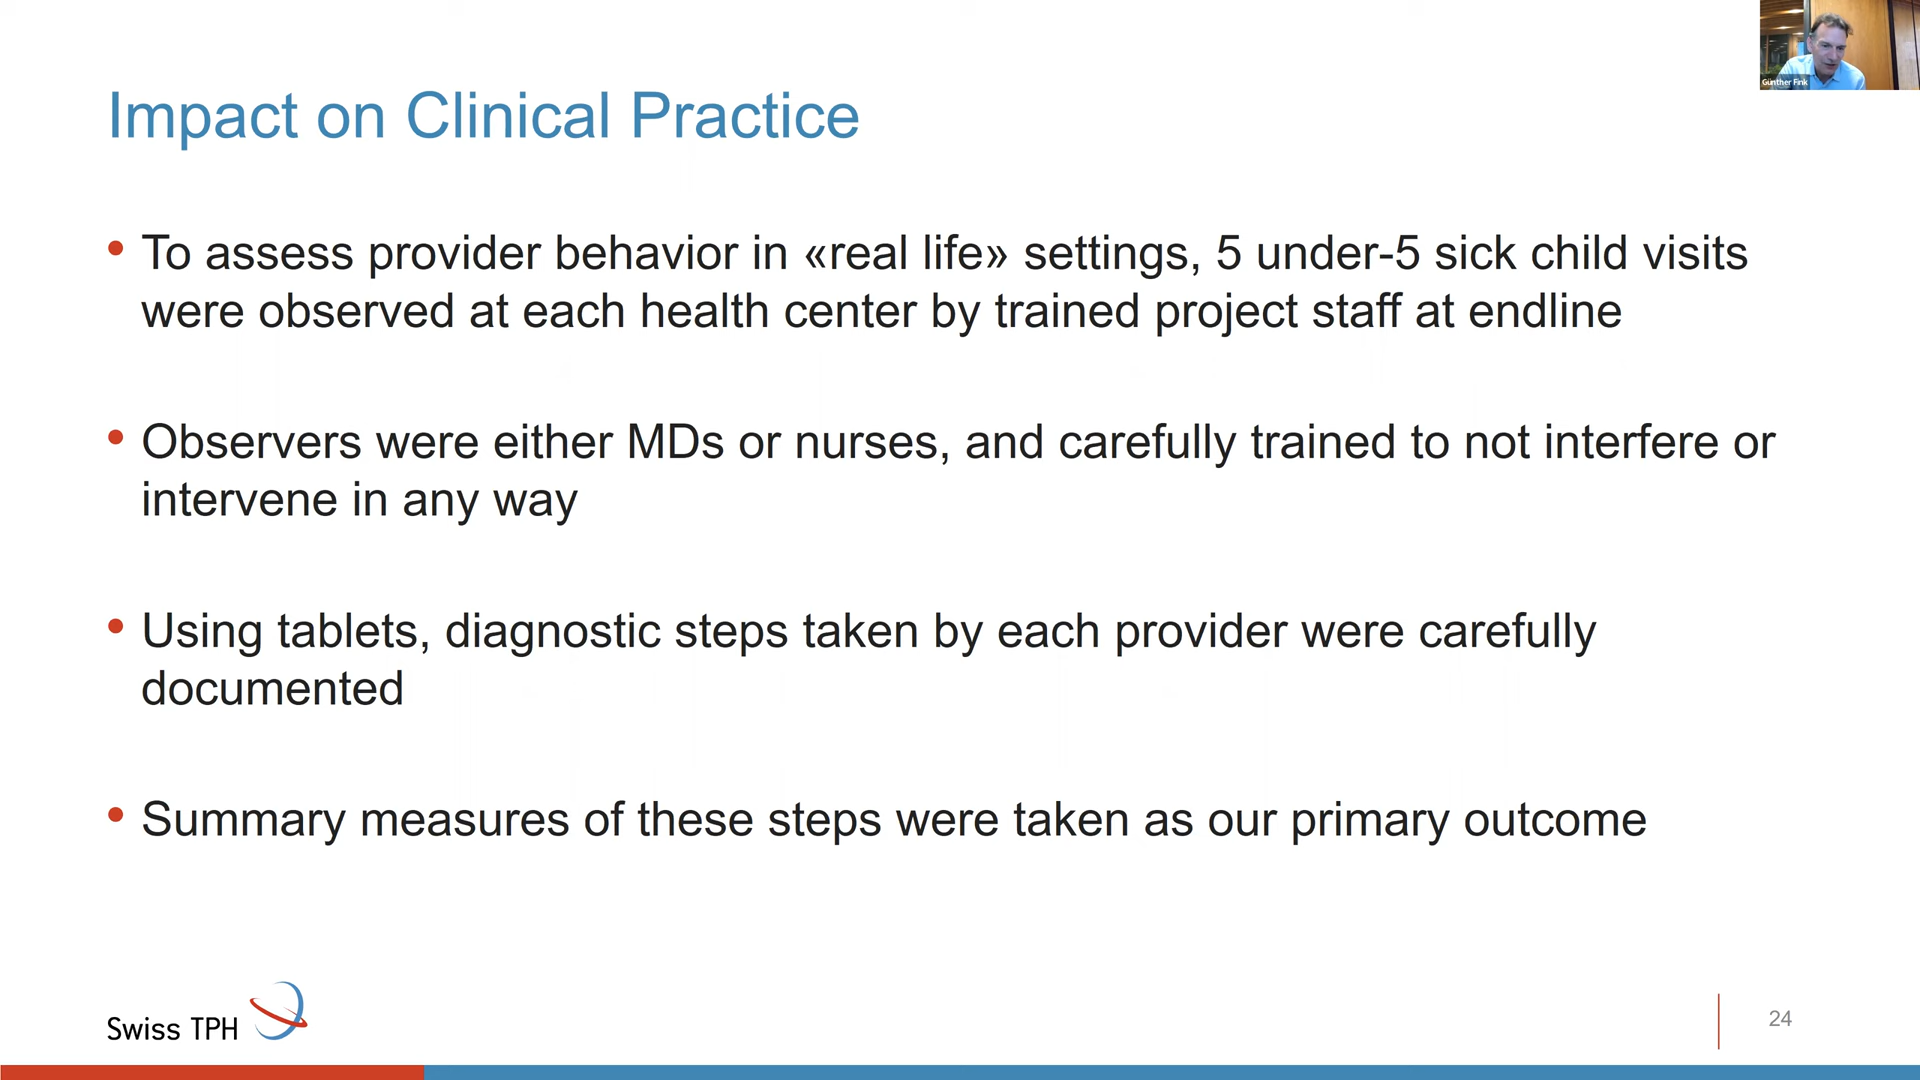 Günther Fink
Impact on Clinical Practice
• To assess provider behavior in «real life» settings, 5 under-5 sick child visits
were observed at each health center by trained project staff at endline
• Observers were either MDs or nurses, and carefully trained to not interfere or
intervene in any way
• Using tablets, diagnostic steps taken by each provider were carefully
documented
• Summary measures of these steps were taken as our primary outcome
Swiss TPH
24